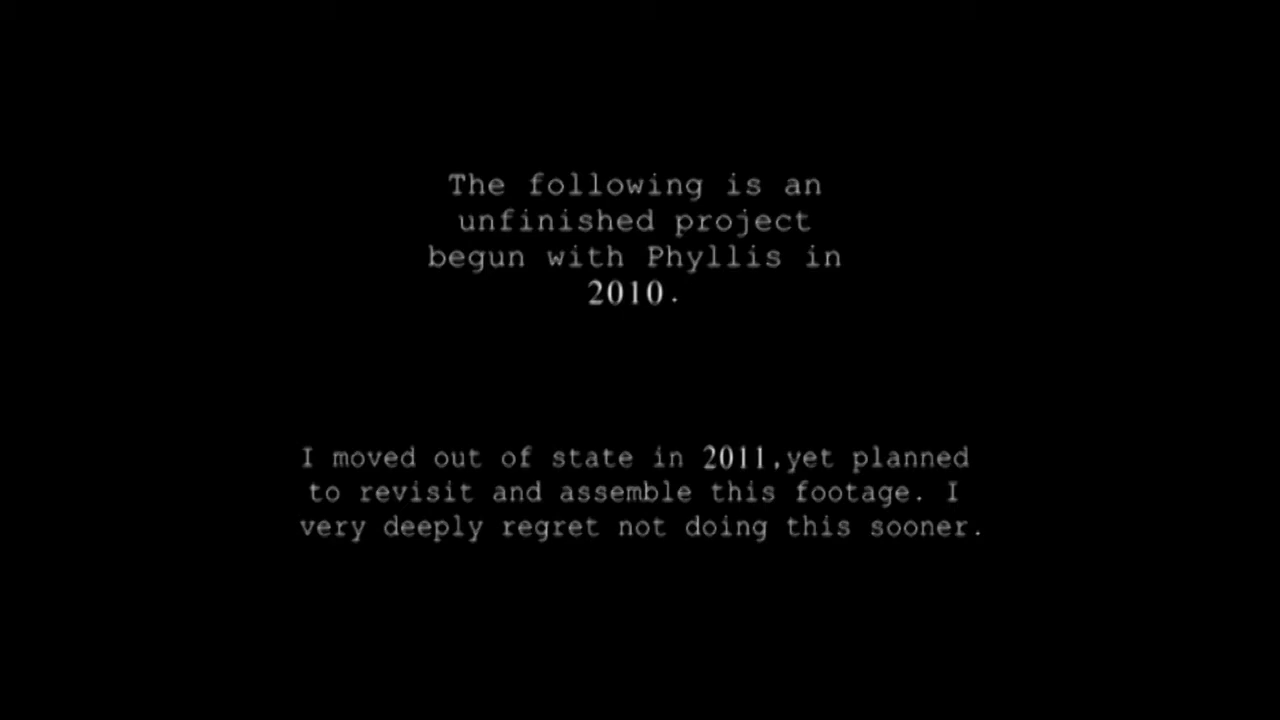 The following is an
unfinished project
begun with Phyllis in
2010.
I moved out of state in 2011,yet planned
to revisit and assemble this footage. I
very deeply regret not doing this sooner.